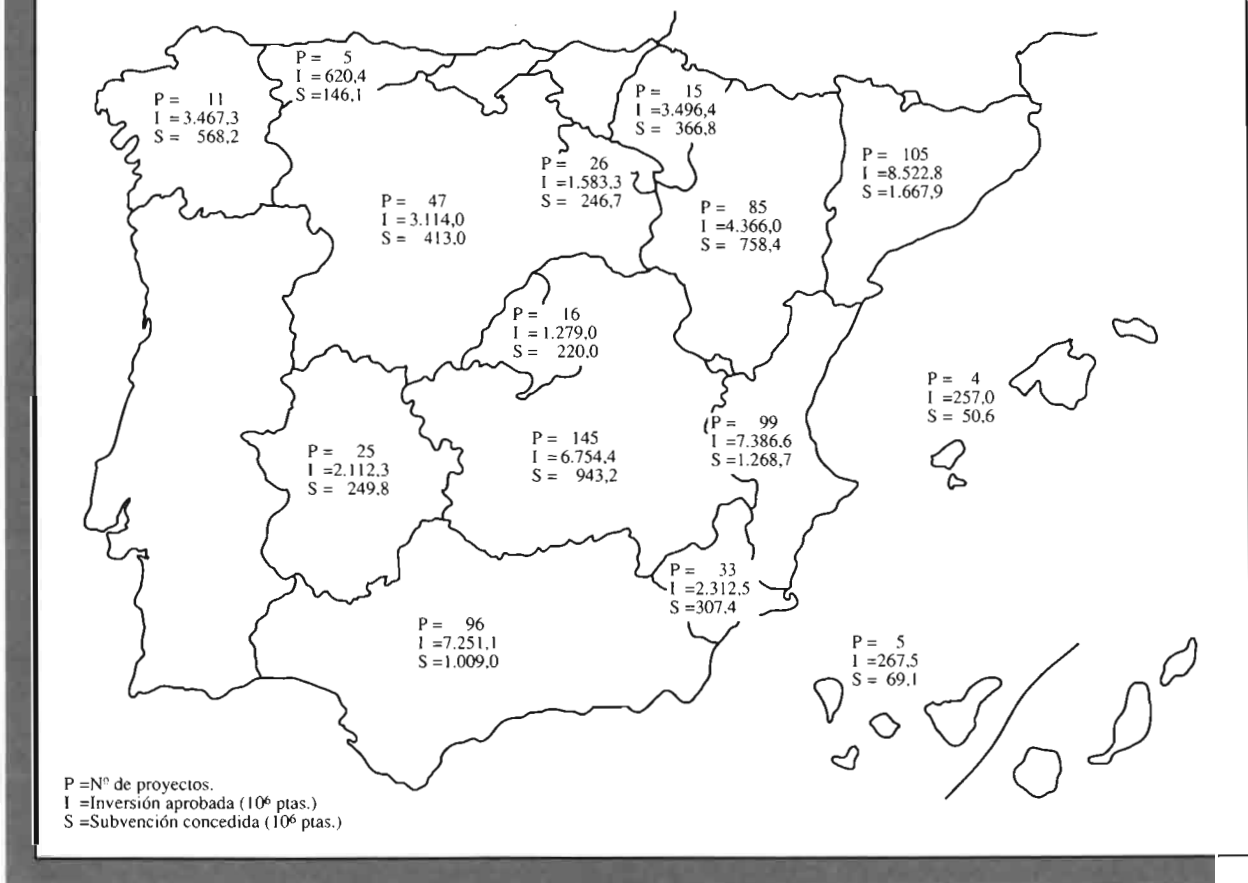 P = 5
I = 620,4
S =146,1
P = 11
I = 3.467,3
S = 568,2
P = 15
I =3.496,4
S = 366,8
P = 26
I =1.583,3
S = 246,7
P = 105
I =8.522,8
S =1.667,9
P = 47
I =3.114,0
S = 413,0
P = 85
I =4.366,0
S = 758,4
P = 16
I = 1.279,0
S = 220,0
P = 4
I =257,0
S = 50,6
P = 99
I =7.386,6
S =1.268,7
P = 25
I =2.112,3
S = 249,8
P = 145
I =6.754,4
S = 943,2
P = 33
I =2.312,5
S =307,4
P = 96
I =7.251,1
S =1.009,0
P = 5
I =267,5
S = 69,1
P =Nº de proyectos.
I =Inversión aprobada (10⁶ ptas.)
S =Subvención concedida (10⁶ ptas.)